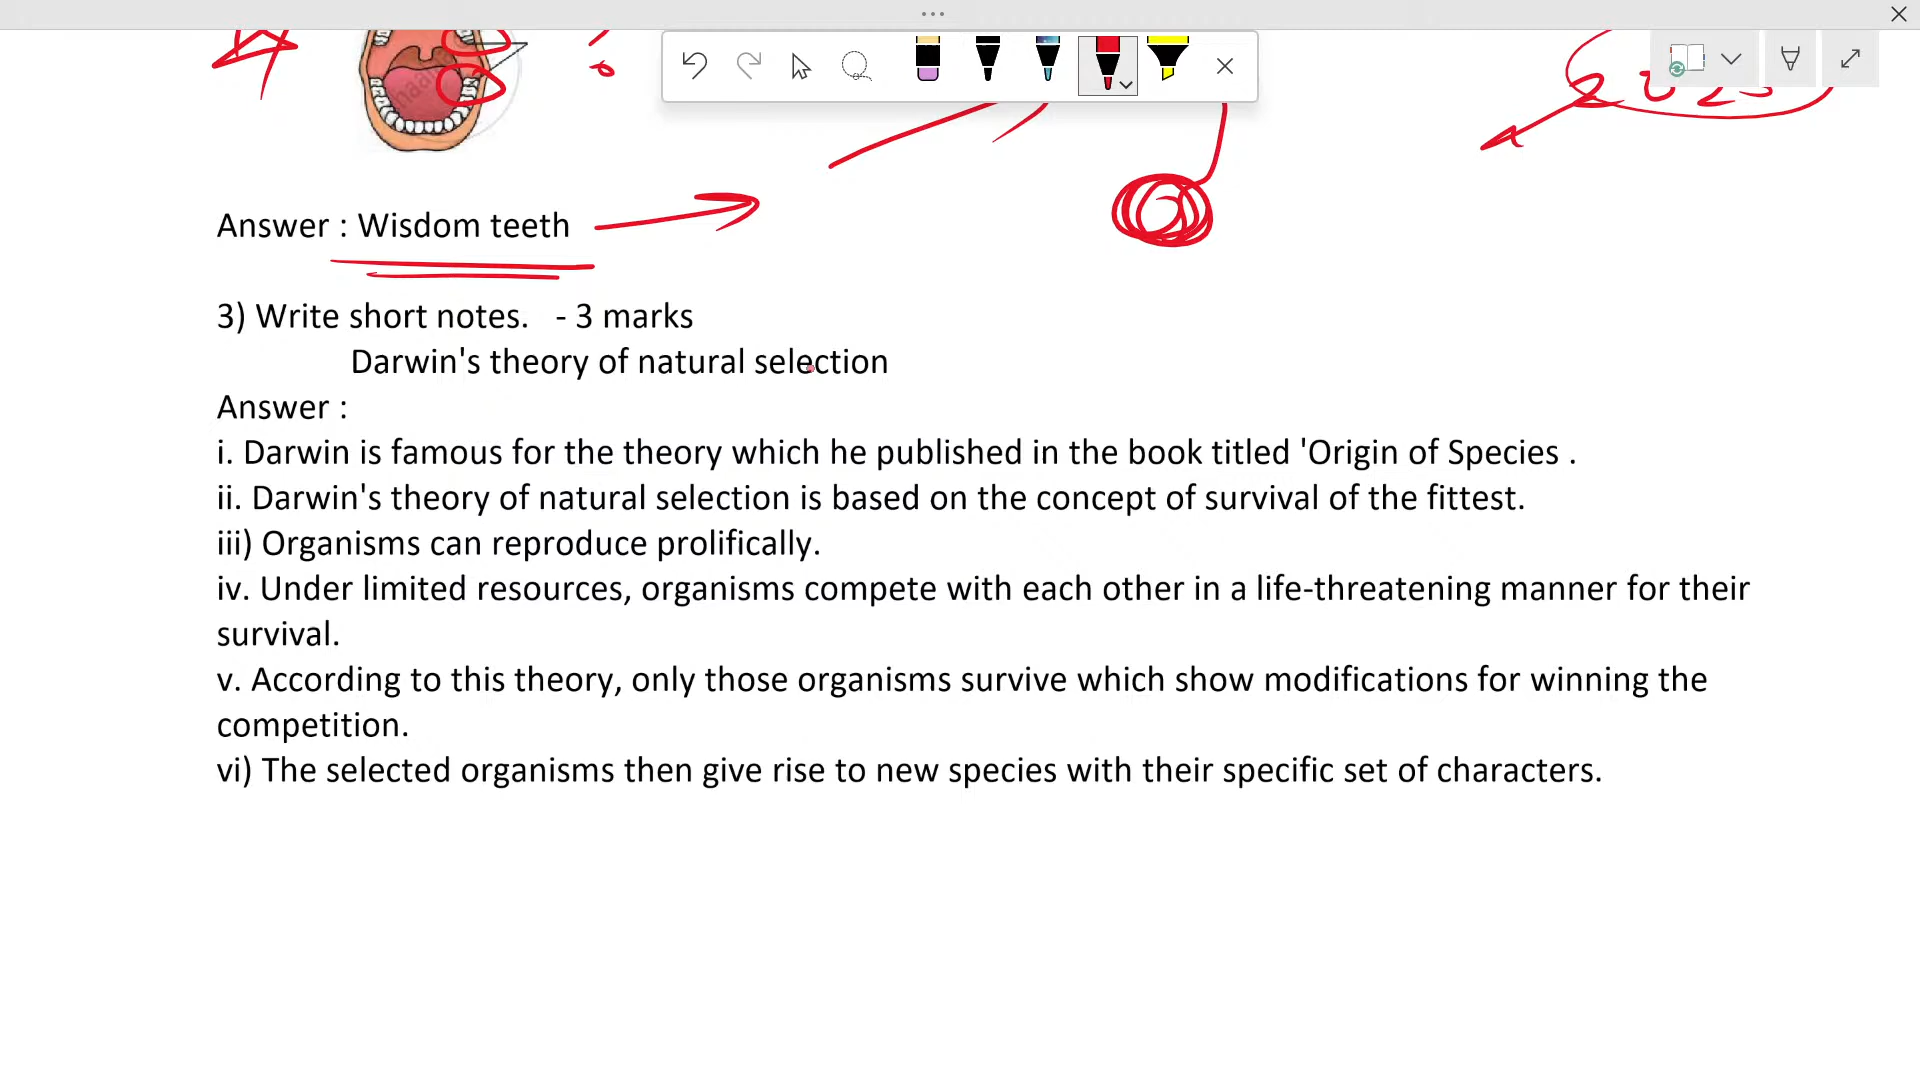 Answer : Wisdom teeth
3) Write short notes.   - 3 marks
Darwin's theory of natural selection
Answer :
i. Darwin is famous for the theory which he published in the book titled 'Origin of Species .
ii. Darwin's theory of natural selection is based on the concept of survival of the fittest.
iii) Organisms can reproduce prolifically.
iv. Under limited resources, organisms compete with each other in a life-threatening manner for their
survival.
v. According to this theory, only those organisms survive which show modifications for winning the
competition.
vi) The selected organisms then give rise to new species with their specific set of characters.